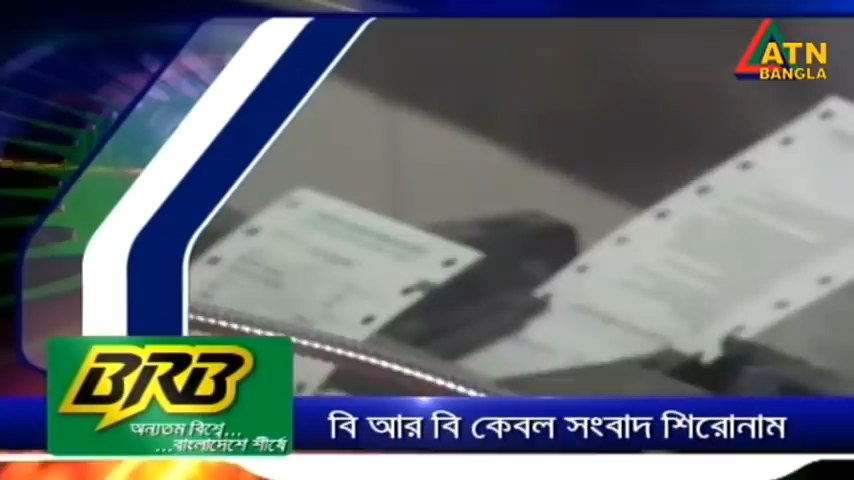 ATN
BANGLA
BRB
অন্যতম বিশ্বে...
...বাংলাদেশে শীর্ষে
বি আর বি কেবল সংবাদ শিরোনাম